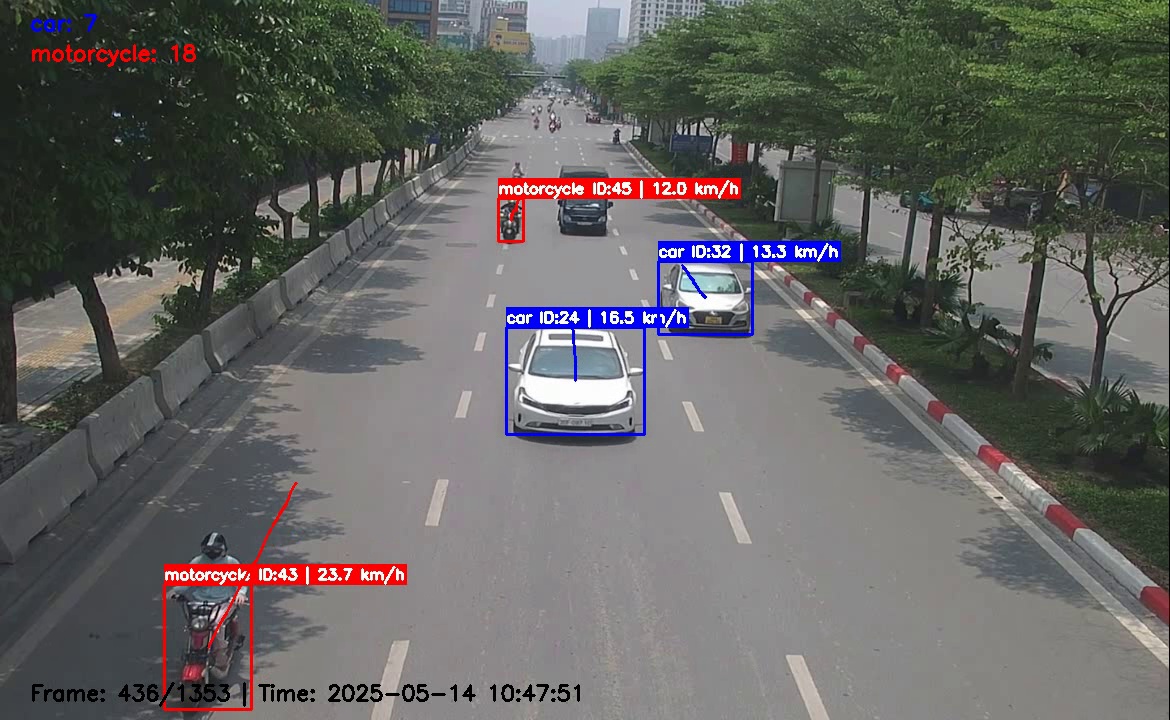 car: 7
motorcycle: 18
motorcycle ID:45 | 12.0 km/h
car ID:32 | 13.3 km/h
car ID:24 | 16.5 km/h
motorcycle ID:43 | 23.7 km/h
Frame: 436/1353 | Time: 2025-05-14 10:47:51